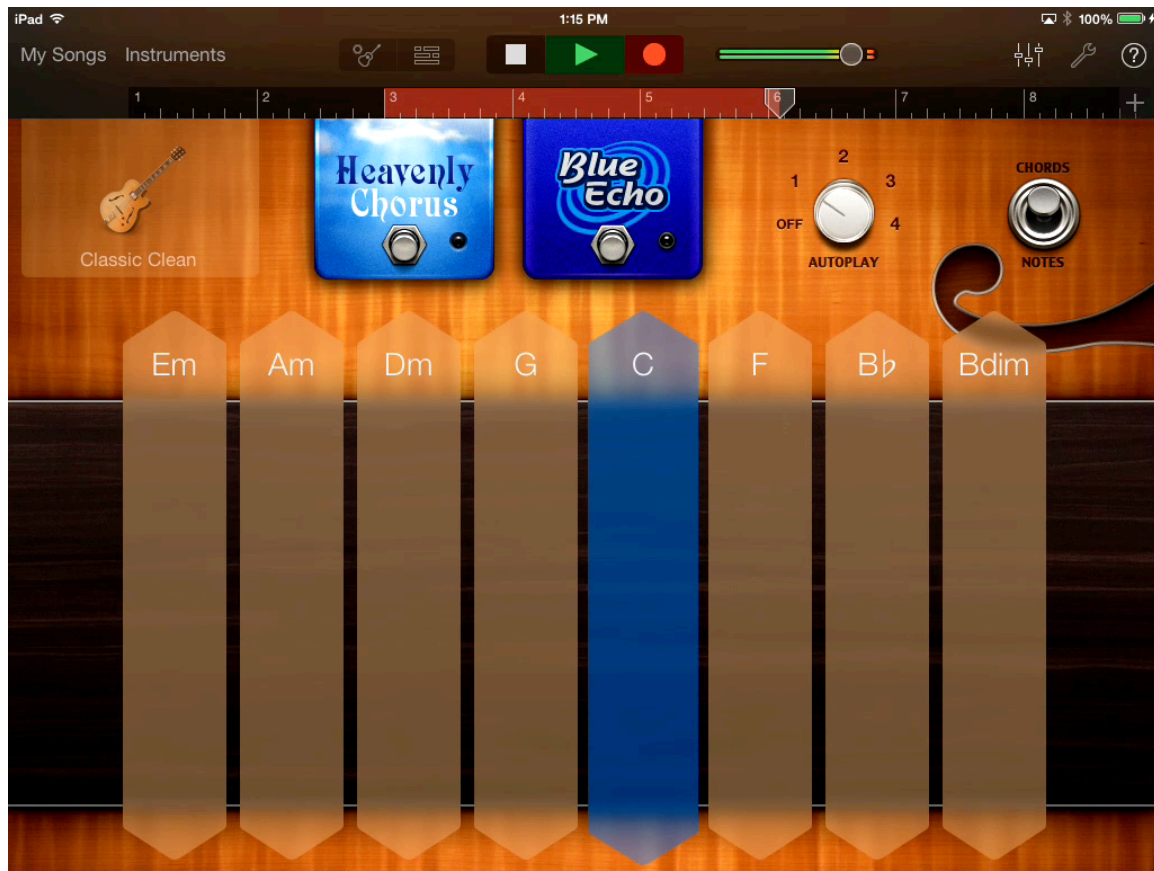 iPad 1:15 PM 100%
My Songs Instruments
1 2 3 4 5 6 7 8
Heavenly
Chorus
Blue
Echo
Classic Clean
OFF 1 2 3 4
AUTOPLAY
CHORDS
NOTES
Em Am Dm G C F B♭ Bdim